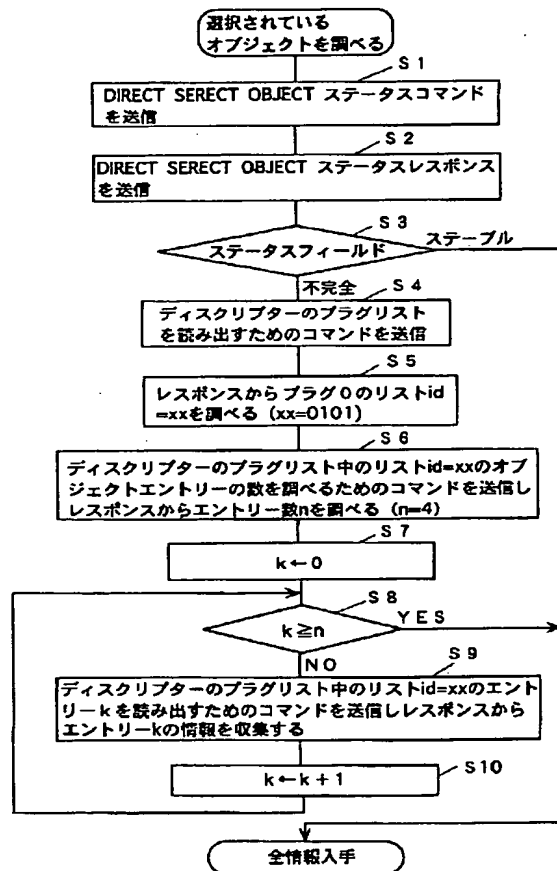 選択されている
オブジェクトを調べる
S1
DIRECT SERECT OBJECT ステータスコマンド
を送信
S2
DIRECT SERECT OBJECT ステータスレスポンス
を送信
S3
ステータスフィールド
ステーブル
不完全
S4
ディスクリプターのプラグリスト
を読み出すためのコマンドを送信
S5
レスポンスからプラグ0のリストid
=xxを調べる (xx=0101)
S6
ディスクリプターのプラグリスト中のリストid=xxのオブ
ジェクトエントリーの数を調べるためのコマンドを送信し
レスポンスからエントリー数nを調べる (n=4)
S7
k←0
S8
k≧n
YES
NO
S9
ディスクリプターのプラグリスト中のリストid=xxのエント
リーkを読み出すためのコマンドを送信しレスポンスから
エントリーkの情報を収集する
S10
k←k+1
全情報入手